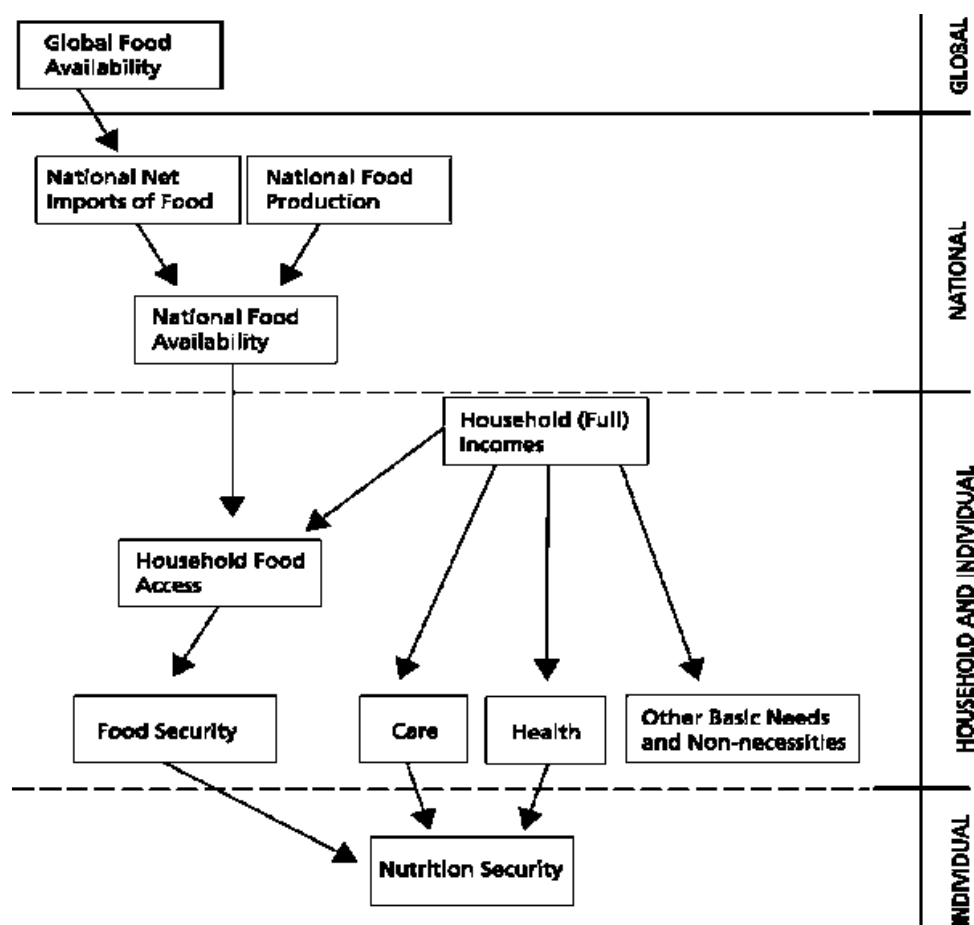 Global Food
Availability
GLOBAL
National Net
Imports of Food
National Food
Production
National Food
Availability
NATIONAL
Household (Full)
Incomes
Household Food
Access
Food Security
Care
Health
Other Basic Needs
and Non-necessities
HOUSEHOLD AND INDIVIDUAL
Nutrition Security
INDIVIDUAL